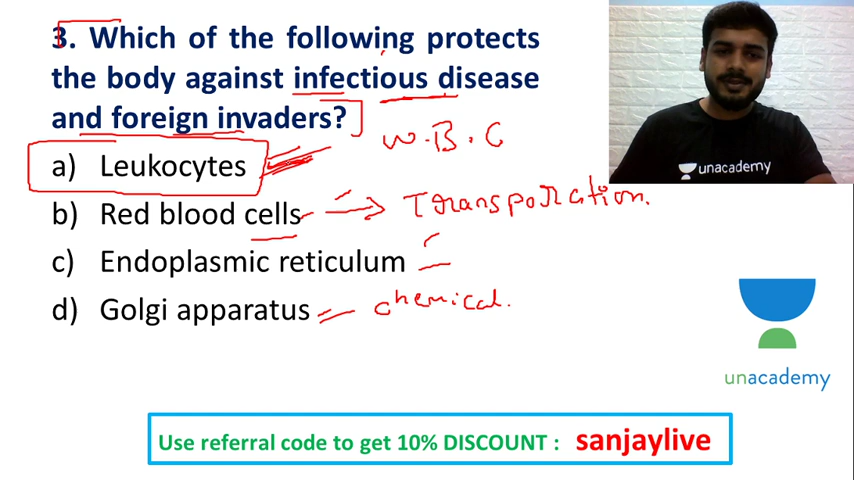 3. Which of the following protects
the body against infectious disease
and foreign invaders?
W.B.C
a) Leukocytes
b) Red blood cells
Transportation.
c) Endoplasmic reticulum
d) Golgi apparatus
chemical.
unacademy
unacademy
Use referral code to get 10% DISCOUNT : sanjaylive